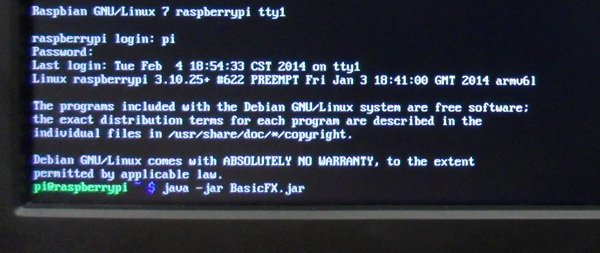 Raspbian GNU/Linux 7 raspberrypi tty1
raspberrypi login: pi
Password:
Last login: Tue Feb  4 18:54:33 CST 2014 on tty1
Linux raspberrypi 3.10.25+ #622 PREEMPT Fri Jan 3 18:41:00 GMT 2014 armv6l
The programs included with the Debian GNU/Linux system are free software;
the exact distribution terms for each program are described in the
individual files in /usr/share/doc/*/copyright.
Debian GNU/Linux comes with ABSOLUTELY NO WARRANTY, to the extent
permitted by applicable law.
pi@raspberrypi ~ $ java -jar BasicFX.jar